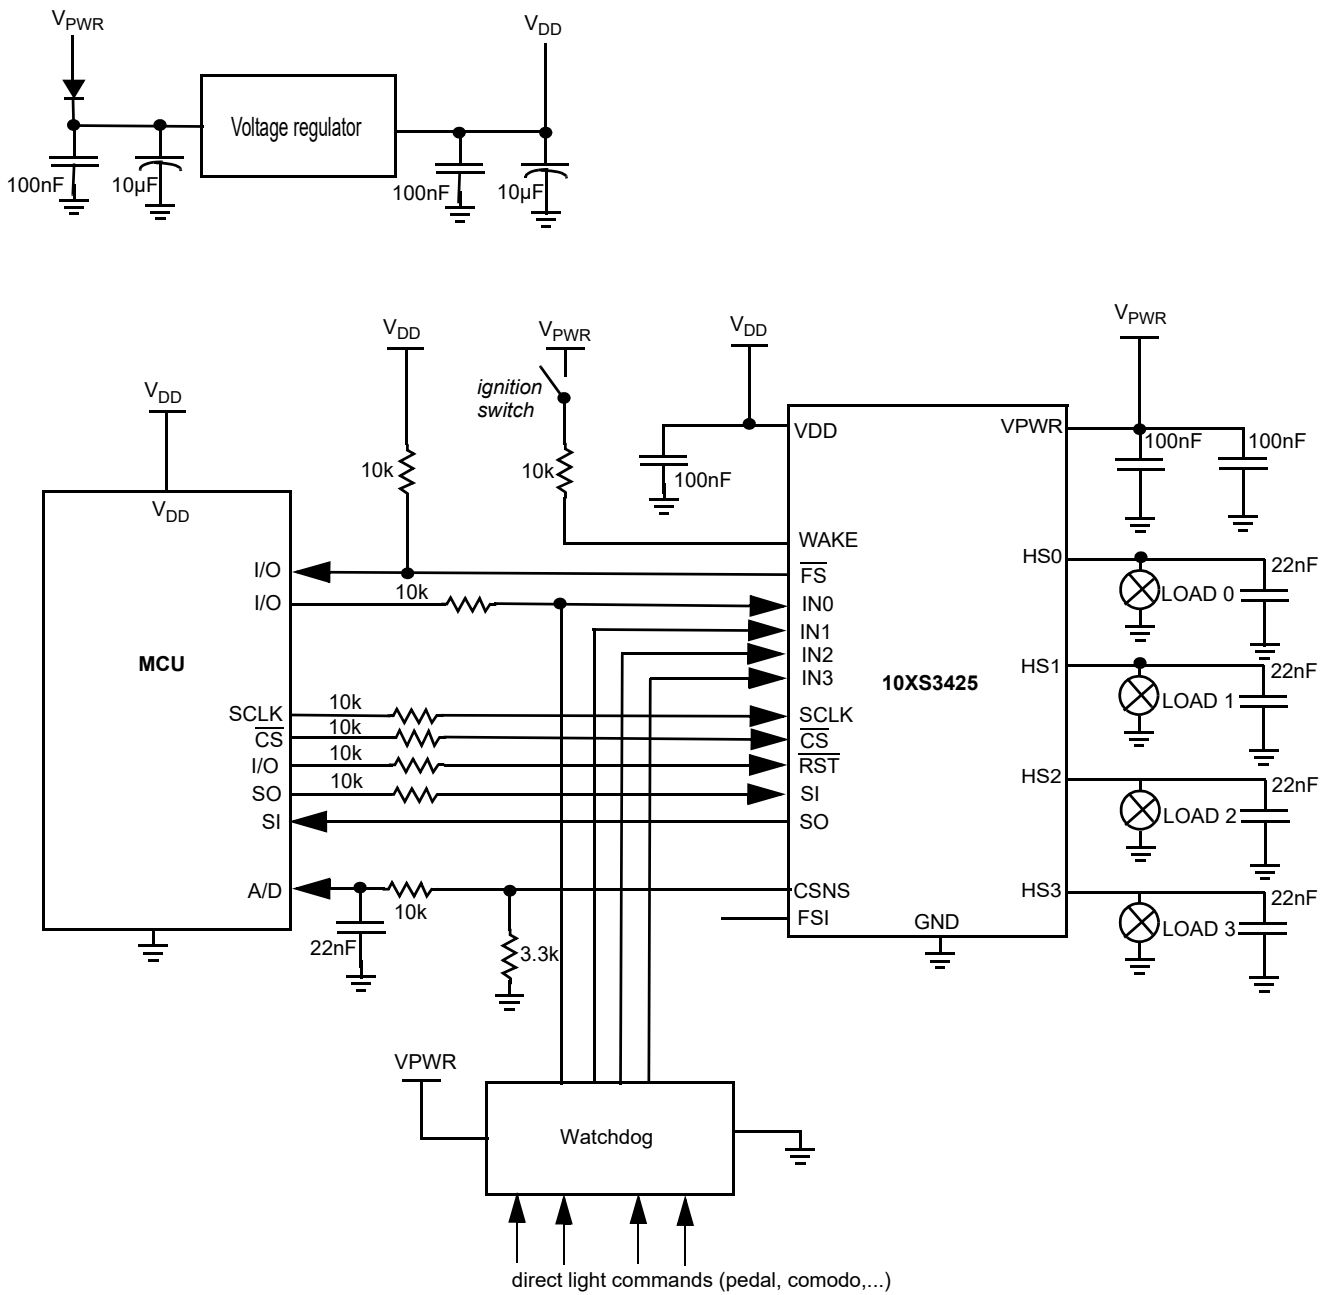 VPWR
VDD
Voltage regulator
100nF
10µF
100nF
10µF
VDD
VPWR
VDD
VPWR
ignition
switch
VDD
10k
10k
100nF
VDD
MCU
I/O
I/O
SCLK
CS
I/O
SO
SI
A/D
10k
10k
10k
10k
10k
10k
22nF
3.3k
VDD
WAKE
FS
IN0
IN1
IN2
IN3
SCLK
CS
RST
SI
SO
CSNS
FSI
10XS3425
GND
VPWR
HS0
HS1
HS2
HS3
100nF
100nF
22nF
LOAD 0
22nF
LOAD 1
22nF
LOAD 2
22nF
LOAD 3
VPWR
Watchdog
direct light commands (pedal, comodo,...)